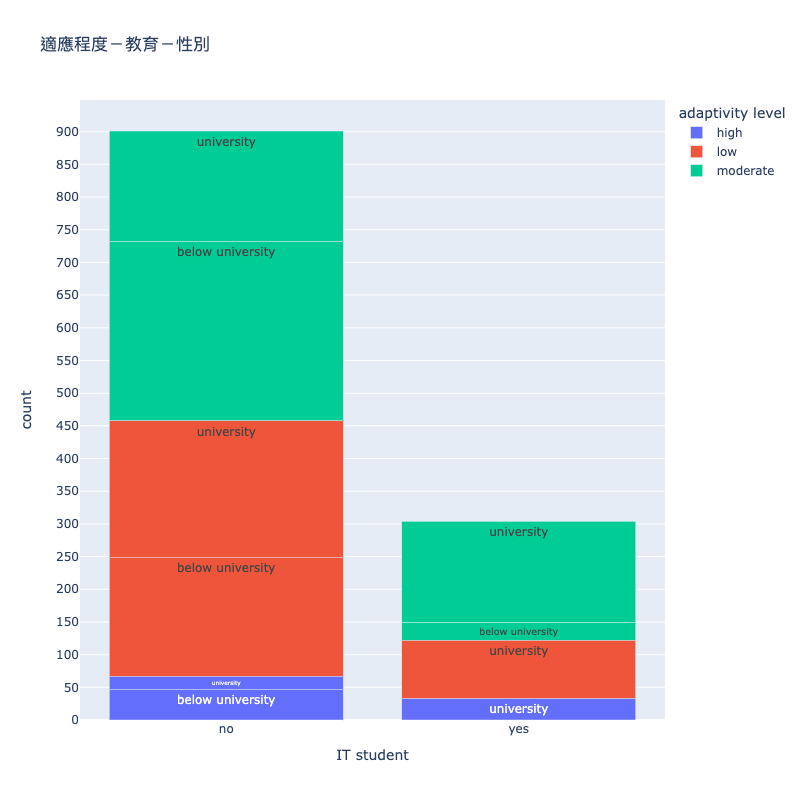 適應程度－教育－性別
adaptivity level
high
low
moderate
count
900
850
800
750
700
650
600
550
500
450
400
350
300
250
200
150
100
50
0
university
below university
university
below university
university
below university
university
below university
university
university
no
yes
IT student